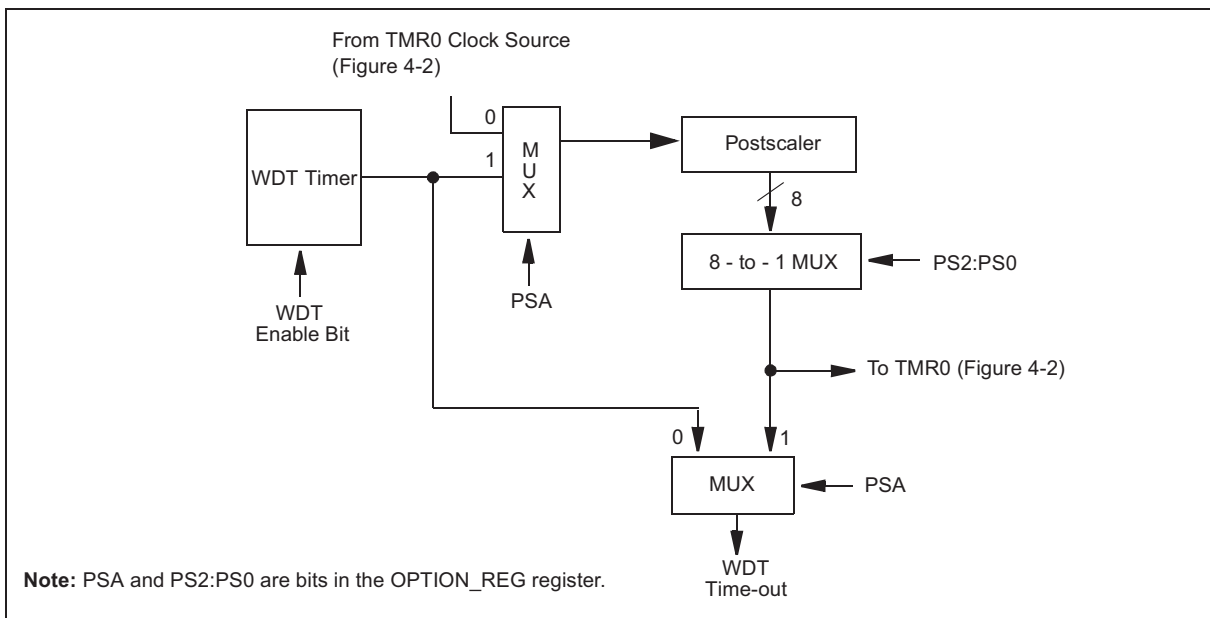 From TMR0 Clock Source
(Figure 4-2)
0
1
M
U
X
WDT Timer
Postscaler
8
8 - to - 1 MUX
PS2:PS0
PSA
WDT
Enable Bit
To TMR0 (Figure 4-2)
0
1
MUX
PSA
WDT
Time-out
Note: PSA and PS2:PS0 are bits in the OPTION_REG register.